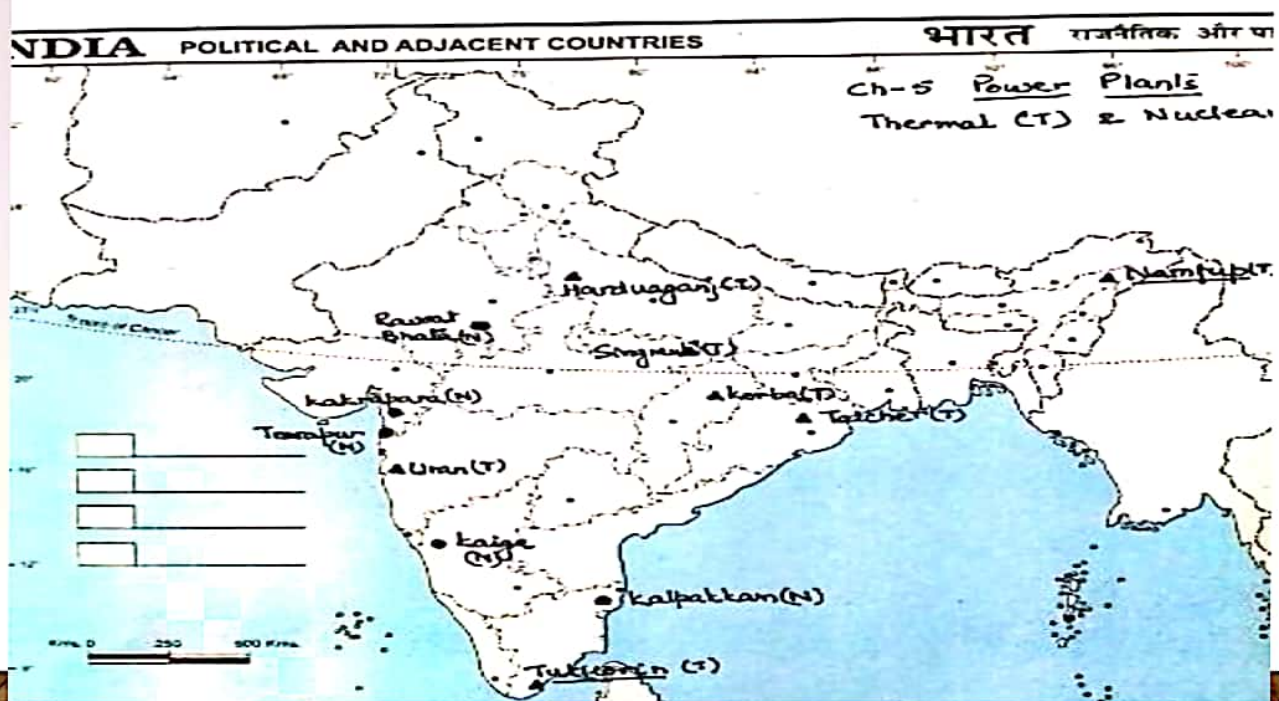 NDIA POLITICAL AND ADJACENT COUNTRIES भारत राजनैतिक और पा
Ch-5 Power Plants
Thermal (T) & Nuclea
Namrup (T
Harduaganj (T)
Rawat
Bhata (N)
Singrauli (T)
Tropic of Cancer
Kakrapara (N)
Korba (T)
Talcher (T)
Tarapur
(N)
Uran (T)
Kaiga
(N)
Kalpakkam (N)
Kms. 0 250 500 Kms.
Tuticorin (T)